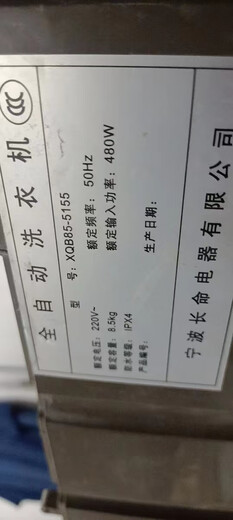 全自动洗衣机
型 号：XQB85-5155
额定电压：220V~ 额定频率：50Hz
额定容量：8.5kg 额定输入功率：480W
防水等级：IPX4
产品编号： 生产日期：
宁波长命电器有限公司